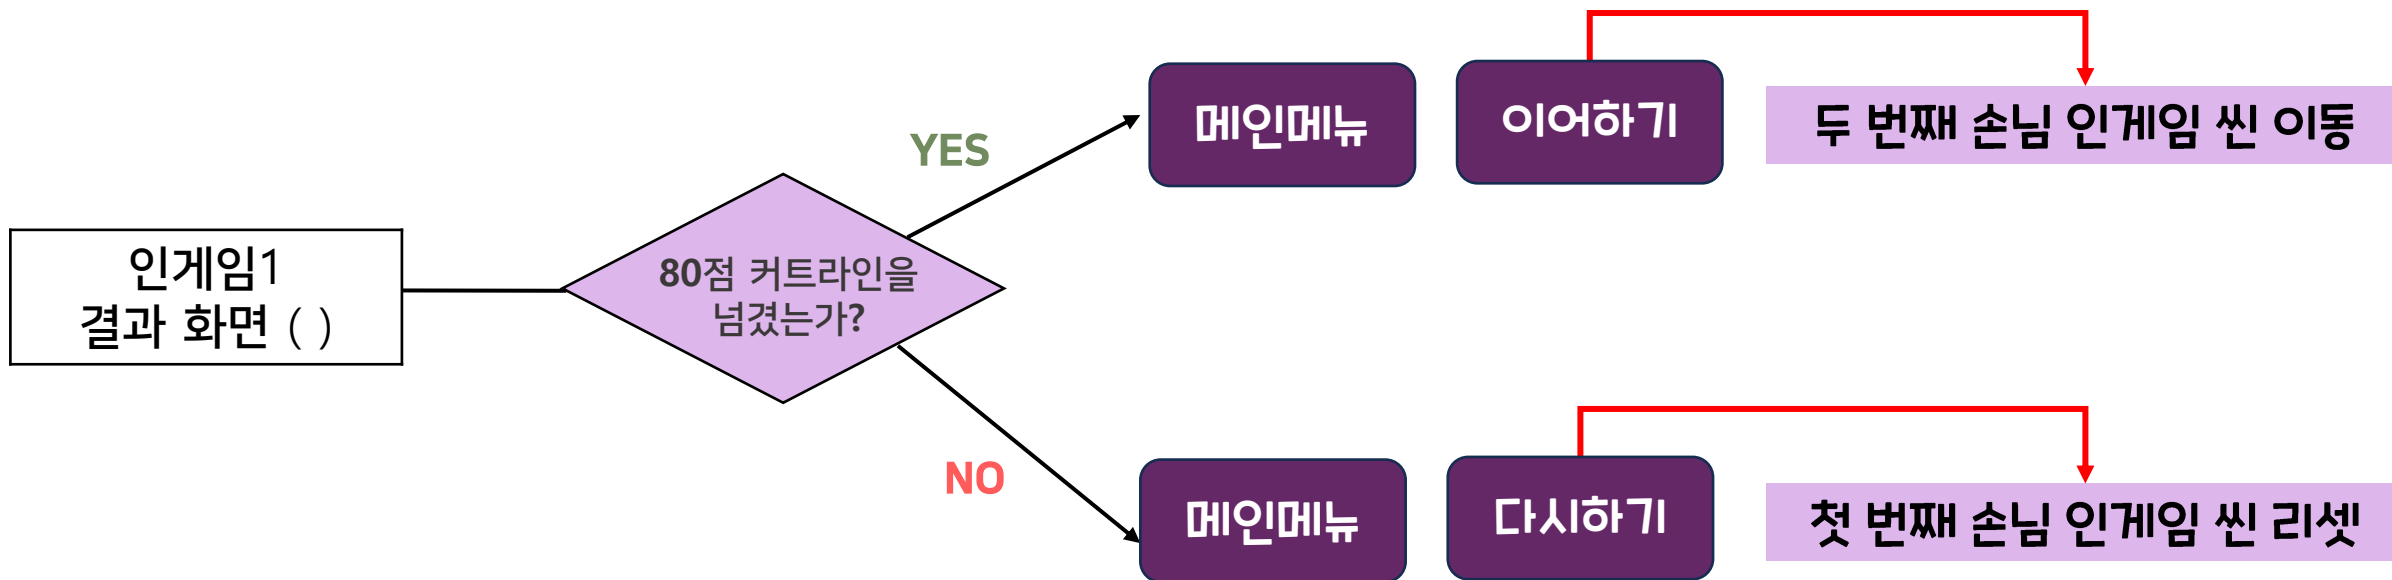 인게임1
결과 화면 ( )
80점 커트라인을
넘겼는가?
YES
메인메뉴
이어하기
두 번째 손님 인게임 씬 이동
NO
메인메뉴
다시하기
첫 번째 손님 인게임 씬 리셋